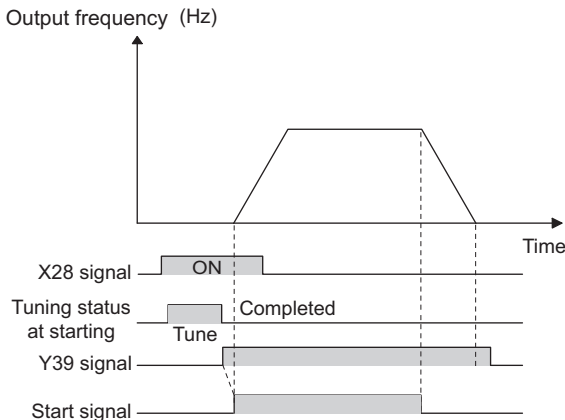 Output frequency (Hz)
Time
X28 signal
ON
Tuning status
at starting
Tune
Completed
Y39 signal
Start signal